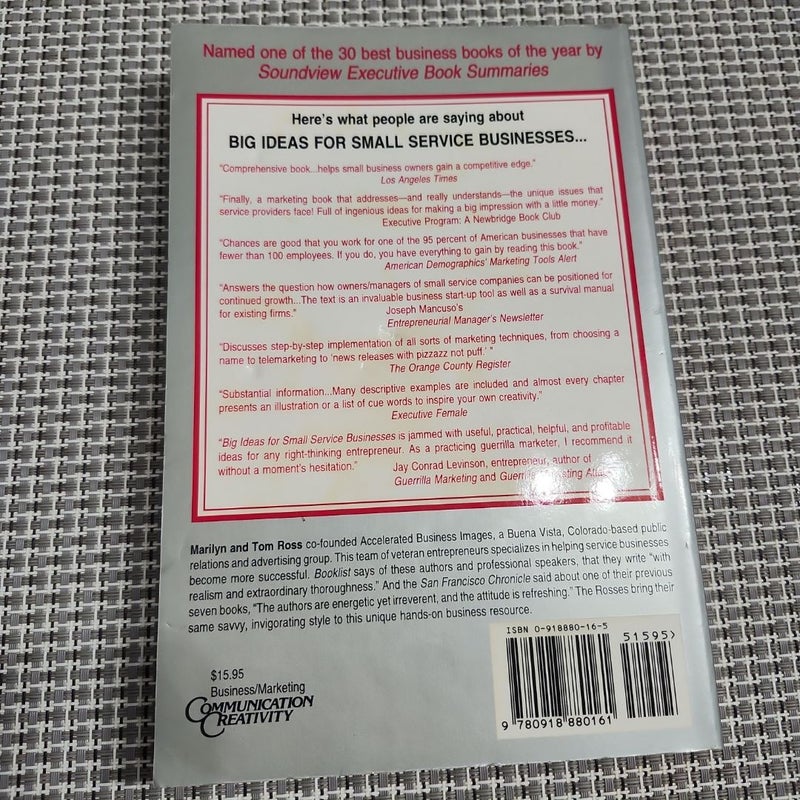 Named one of the 30 best business books of the year by
Soundview Executive Book Summaries
Here's what people are saying about
BIG IDEAS FOR SMALL SERVICE BUSINESSES...
"Comprehensive book...helps small business owners gain a competitive edge."
Los Angeles Times
"Finally, a marketing book that addresses—and really understands—the unique issues that
service providers face! Full of ingenious ideas for making a big impression with a little money."
Executive Program: A Newbridge Book Club
"Chances are good that you work for one of the 95 percent of American businesses that have
fewer than 100 employees. If you do, you have everything to gain by reading this book."
American Demographics' Marketing Tools Alert
"Answers the question how owners/managers of small service companies can be positioned for
continued growth...The text is an invaluable business start-up tool as well as a survival manual
for existing firms."
Joseph Mancuso's
Entrepreneurial Manager's Newsletter
"Discusses step-by-step implementation of all sorts of marketing techniques, from choosing a
name to telemarketing to 'news releases with pizzazz not puff.' "
The Orange County Register
"Substantial information...Many descriptive examples are included and almost every chapter
presents an illustration or a list of cue words to inspire your own creativity."
Executive Female
"Big Ideas for Small Service Businesses is jammed with useful, practical, helpful, and profitable
ideas for any right-thinking entrepreneur. As a practicing guerrilla marketer, I recommend it
without a moment's hesitation."
Jay Conrad Levinson, entrepreneur, author of
Guerrilla Marketing and
Marilyn and Tom Ross co-founded Accelerated Business Images, a Buena Vista, Colorado-based public
relations and advertising group. This team of veteran entrepreneurs specializes in helping service businesses
become more successful. Booklist says of these authors and professional speakers, that they write "with
realism and extraordinary thoroughness." And the San Francisco Chronicle said about one of their previous
seven books, "The authors are energetic yet irreverent, and the attitude is refreshing." The Rosses bring their
same savvy, invigorating style to this unique hands-on business resource.
$15.95
Business/Marketing
COMMUNICATION
CREATIVITY
ISBN 0-918880-16-5
51595>
9 780918 880161